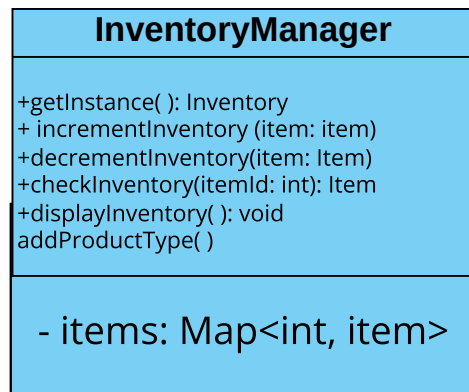 InventoryManager
+getInstance( ): Inventory
+ incrementInventory (item: item)
+decrementInventory(item: Item)
+checkInventory(itemId: int): Item
+displayInventory( ): void
addProductType( )
- items: Map<int, item>